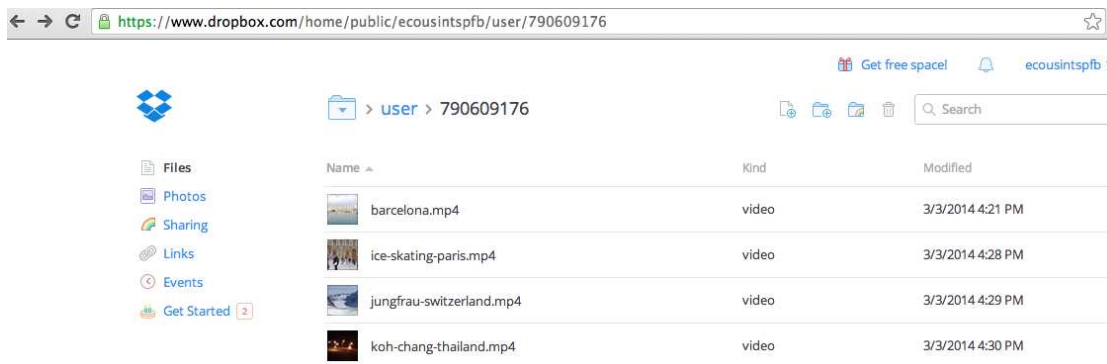 https://www.dropbox.com/home/public/ecousintspfb/user/790609176
Get free space! ecousintspfb
> user > 790609176
Search
Files
Photos
Sharing
Links
Events
Get Started 2
Name Kind Modified
barcelona.mp4 video 3/3/2014 4:21 PM
ice-skating-paris.mp4 video 3/3/2014 4:28 PM
jungfrau-switzerland.mp4 video 3/3/2014 4:29 PM
koh-chang-thailand.mp4 video 3/3/2014 4:30 PM